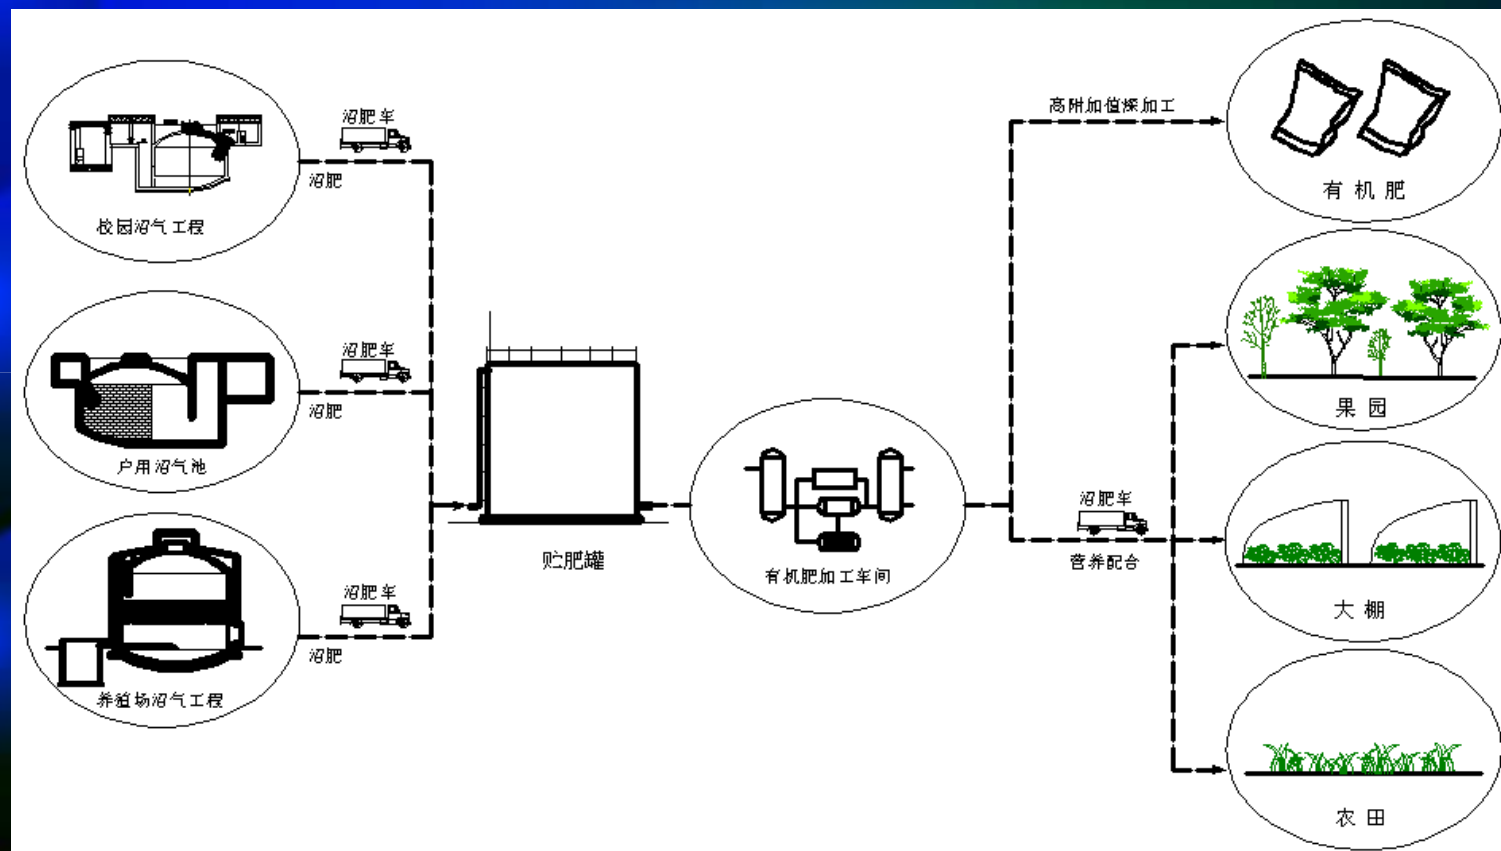 沼肥车
沼肥
校园沼气工程
沼肥车
沼肥
户用沼气池
沼肥车
沼肥
养殖场沼气工程
贮肥罐
有机肥加工车间
高附加值深加工
有机肥
果园
沼肥车
营养配合
大棚
农田